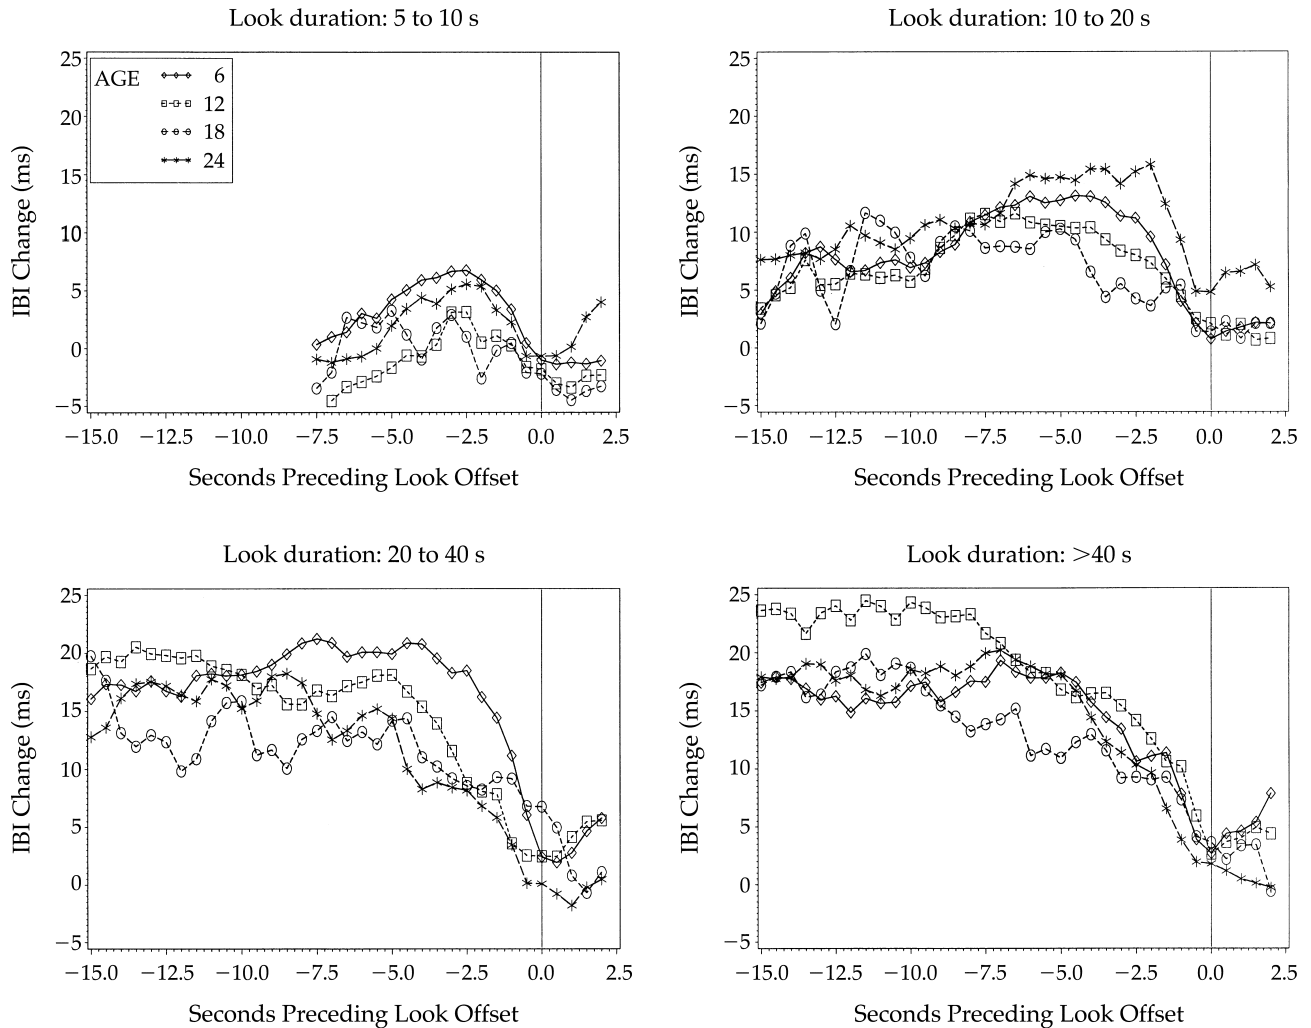 Look duration: 5 to 10 s
25
20
15
10
5
0
−5
IBI Change (ms)
AGE
6
12
18
24
−15.0 −12.5 −10.0 −7.5 −5.0 −2.5 0.0 2.5
Seconds Preceding Look Offset
Look duration: 10 to 20 s
25
20
15
10
5
0
−5
IBI Change (ms)
−15.0 −12.5 −10.0 −7.5 −5.0 −2.5 0.0 2.5
Seconds Preceding Look Offset
Look duration: 20 to 40 s
25
20
15
10
5
0
−5
IBI Change (ms)
−15.0 −12.5 −10.0 −7.5 −5.0 −2.5 0.0 2.5
Seconds Preceding Look Offset
Look duration: >40 s
25
20
15
10
5
0
−5
IBI Change (ms)
−15.0 −12.5 −10.0 −7.5 −5.0 −2.5 0.0 2.5
Seconds Preceding Look Offset